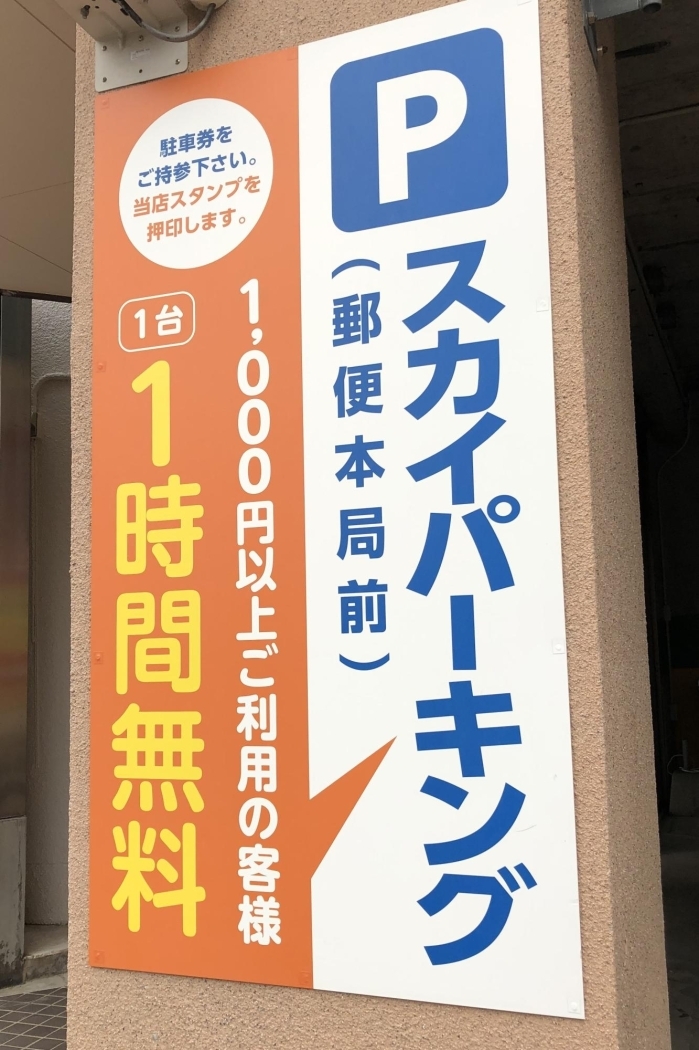 P
スカイパーキング
（郵便本局前）
駐車券を
ご持参下さい。
当店スタンプを
押印します。
1,000円以上ご利用の客様
1台
1時間無料